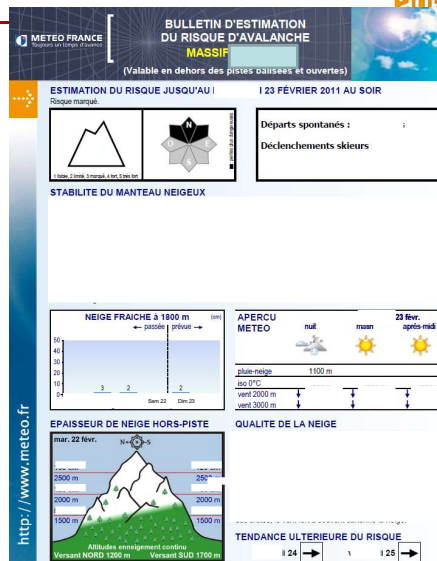 METEO FRANCE
Toujours un temps d'avance
BULLETIN D'ESTIMATION
DU RISQUE D'AVALANCHE
MASSIF
(Valable en dehors des pistes balisées et ouvertes)
ESTIMATION DU RISQUE JUSQU'AU
23 FÉVRIER 2011 AU SOIR
Risque marqué.
N
O E
S
pentes plus dangereuses
1 faible, 2 limité, 3 marqué, 4 fort, 5 très fort
Départs spontanés :
Déclenchements skieurs
STABILITE DU MANTEAU NEIGEUX
NEIGE FRAICHE à 1800 m (cm)
← passée prévue →
50
40
30
20
10
0
3 2 2
Sam 22 Dim 23
APERCU
METEO
23 févr.
nuit matin après-midi
pluie-neige 1100 m
iso 0°C
vent 2000 m
vent 3000 m
EPAISSEUR DE NEIGE HORS-PISTE
mar. 22 févr.
N S
2500 m 2500 m
2000 m 2000 m
1500 m 1500 m
Altitudes enneigement continu
Versant NORD 1200 m Versant SUD 1700 m
QUALITE DE LA NEIGE
TENDANCE ULTERIEURE DU RISQUE
24 → 25 →
http://www.meteo.fr